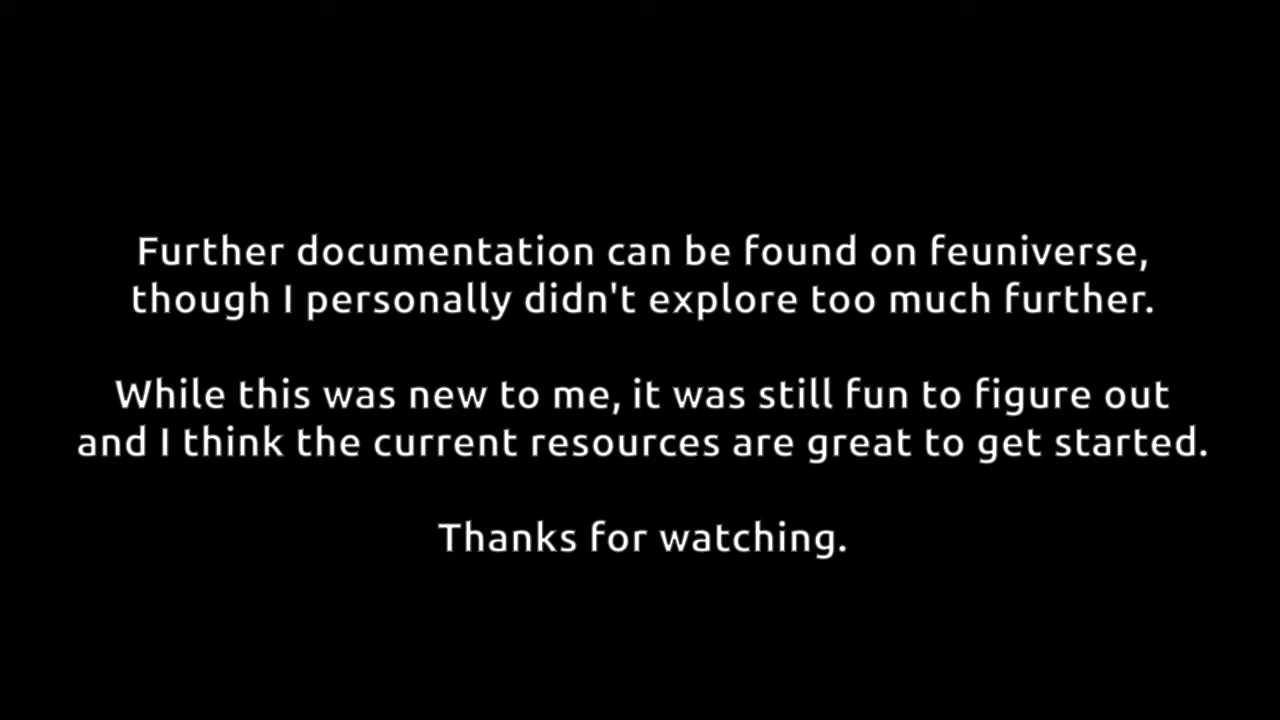 Further documentation can be found on feuniverse,
though I personally didn't explore too much further.
While this was new to me, it was still fun to figure out
and I think the current resources are great to get started.
Thanks for watching.